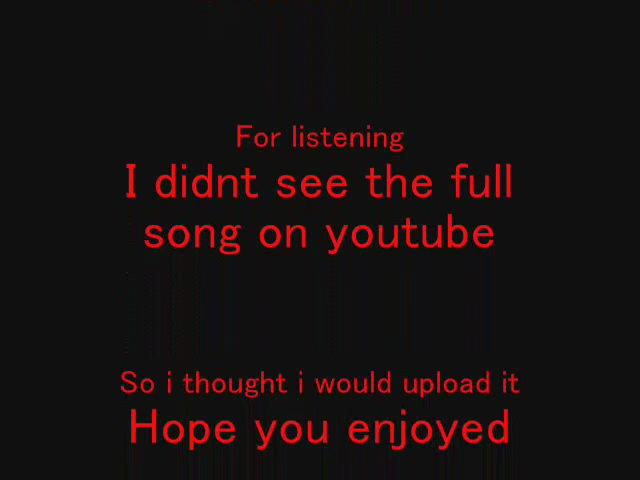 For listening
I didnt see the full
song on youtube
So i thought i would upload it
Hope you enjoyed